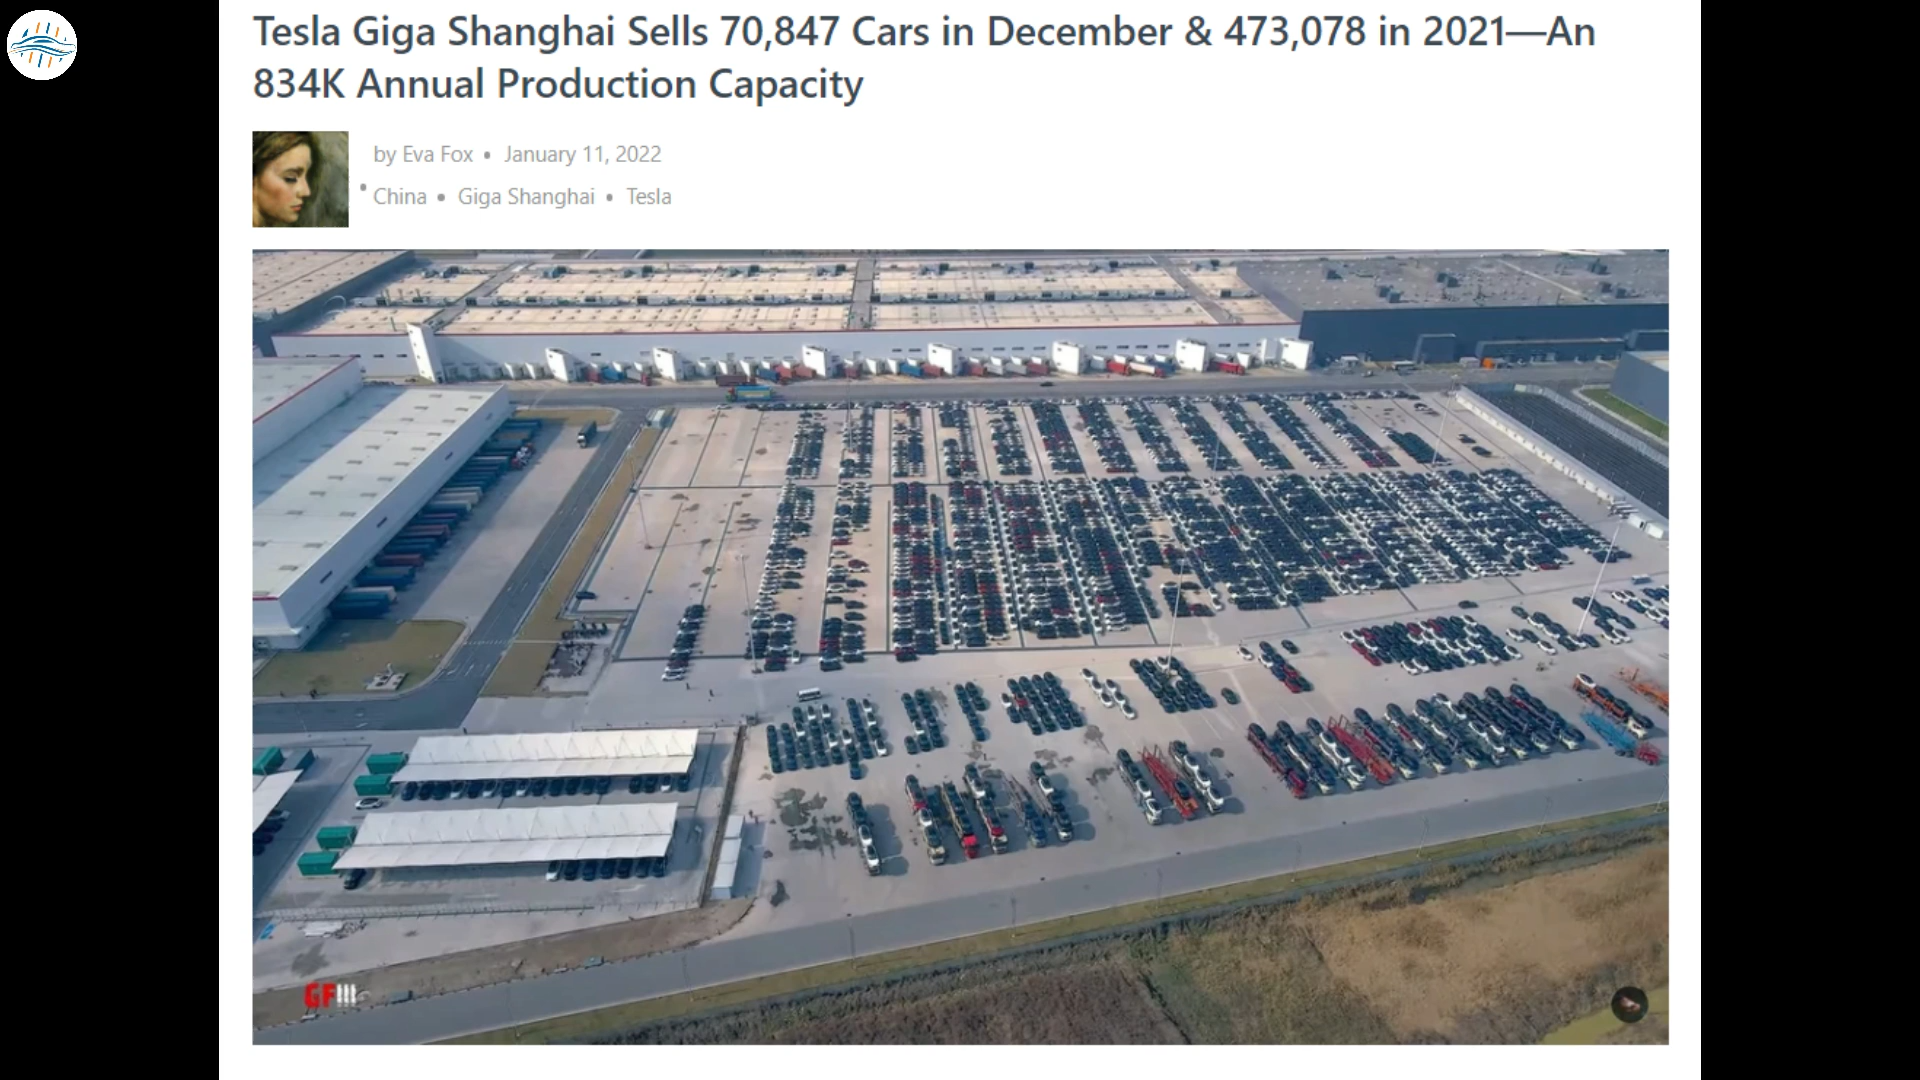 Tesla Giga Shanghai Sells 70,847 Cars in December & 473,078 in 2021—An
834K Annual Production Capacity
by Eva Fox • January 11, 2022
• China • Giga Shanghai • Tesla
GFIII